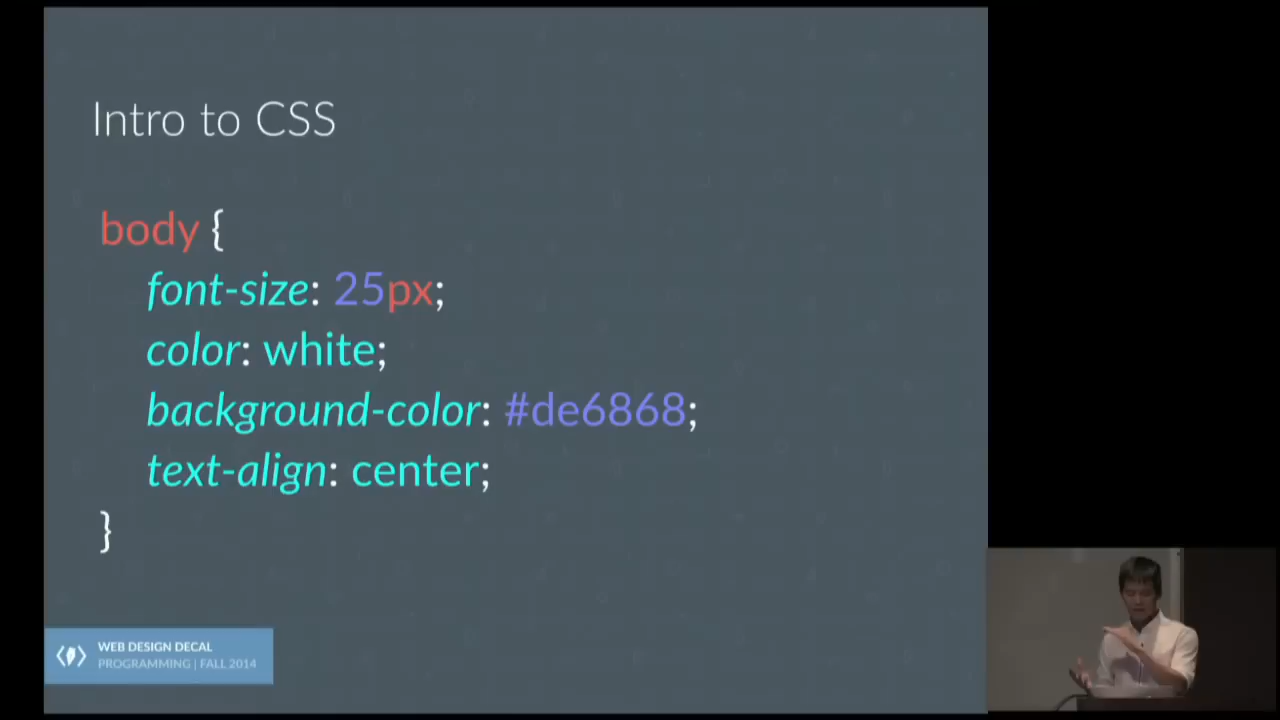 Intro to CSS
body {
font-size: 25px;
color: white;
background-color: #de6868;
text-align: center;
}
WEB DESIGN DECAL
PROGRAMMING | FALL 2014